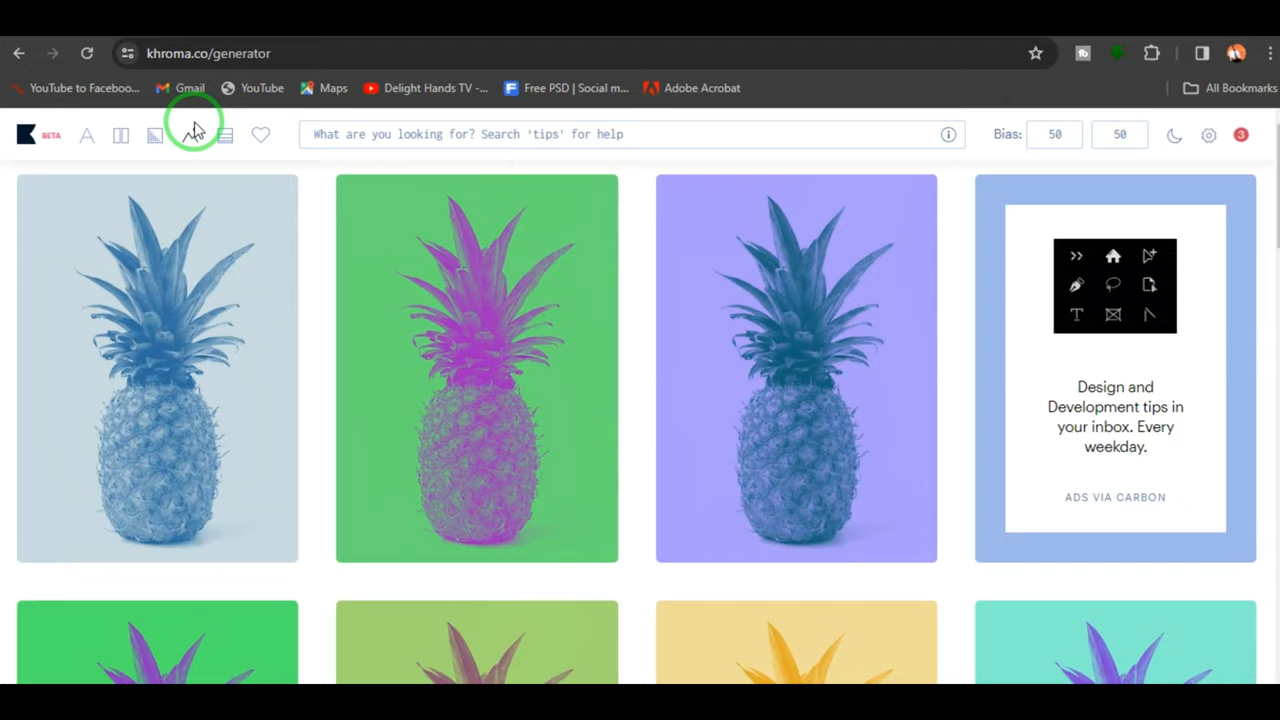 khroma.co/generator
YouTube to Faceboo...
Gmail
YouTube
Maps
Delight Hands TV -...
Free PSD | Social m...
Adobe Acrobat
All Bookmarks
BETA
What are you looking for? Search 'tips' for help
Bias:
50
50
3
Design and
Development tips in
your inbox. Every
weekday.
ADS VIA CARBON